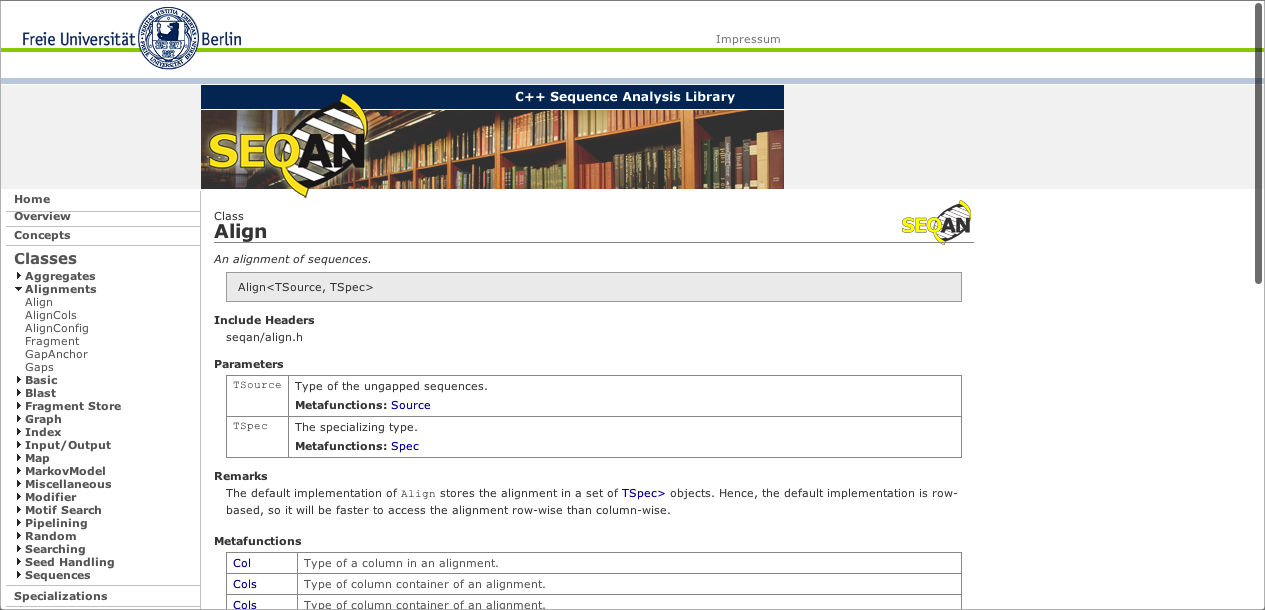 Freie Universität Berlin
Impressum
C++ Sequence Analysis Library
SEQAN
Home
Overview
Concepts
Classes
Aggregates
Alignments
Align
AlignCols
AlignConfig
Fragment
GapAnchor
Gaps
Basic
Blast
Fragment Store
Graph
Index
Input/Output
Map
MarkovModel
Miscellaneous
Modifier
Motif Search
Pipelining
Random
Searching
Seed Handling
Sequences
Specializations
Class
Align
SEQAN
An alignment of sequences.
Align<TSource, TSpec>
Include Headers
seqan/align.h
Parameters
TSource Type of the ungapped sequences.
Metafunctions: Source
TSpec The specializing type.
Metafunctions: Spec
Remarks
The default implementation of Align stores the alignment in a set of TSpec> objects. Hence, the default implementation is row-
based, so it will be faster to access the alignment row-wise than column-wise.
Metafunctions
Col Type of a column in an alignment.
Cols Type of column container of an alignment.
Cols Type of column container of an alignment.